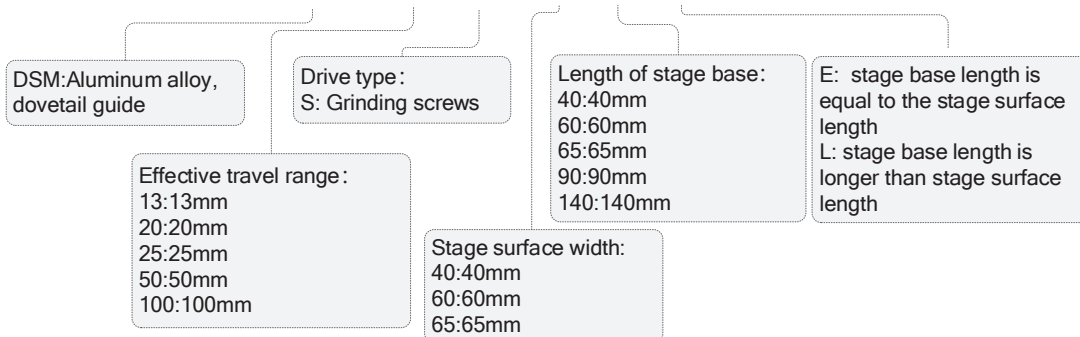 DSM:Aluminum alloy,
dovetail guide
Effective travel range:
13:13mm
20:20mm
25:25mm
50:50mm
100:100mm
Drive type:
S: Grinding screws
Stage surface width:
40:40mm
60:60mm
65:65mm
Length of stage base:
40:40mm
60:60mm
65:65mm
90:90mm
140:140mm
E: stage base length is
equal to the stage surface
length
L: stage base length is
longer than stage surface
length